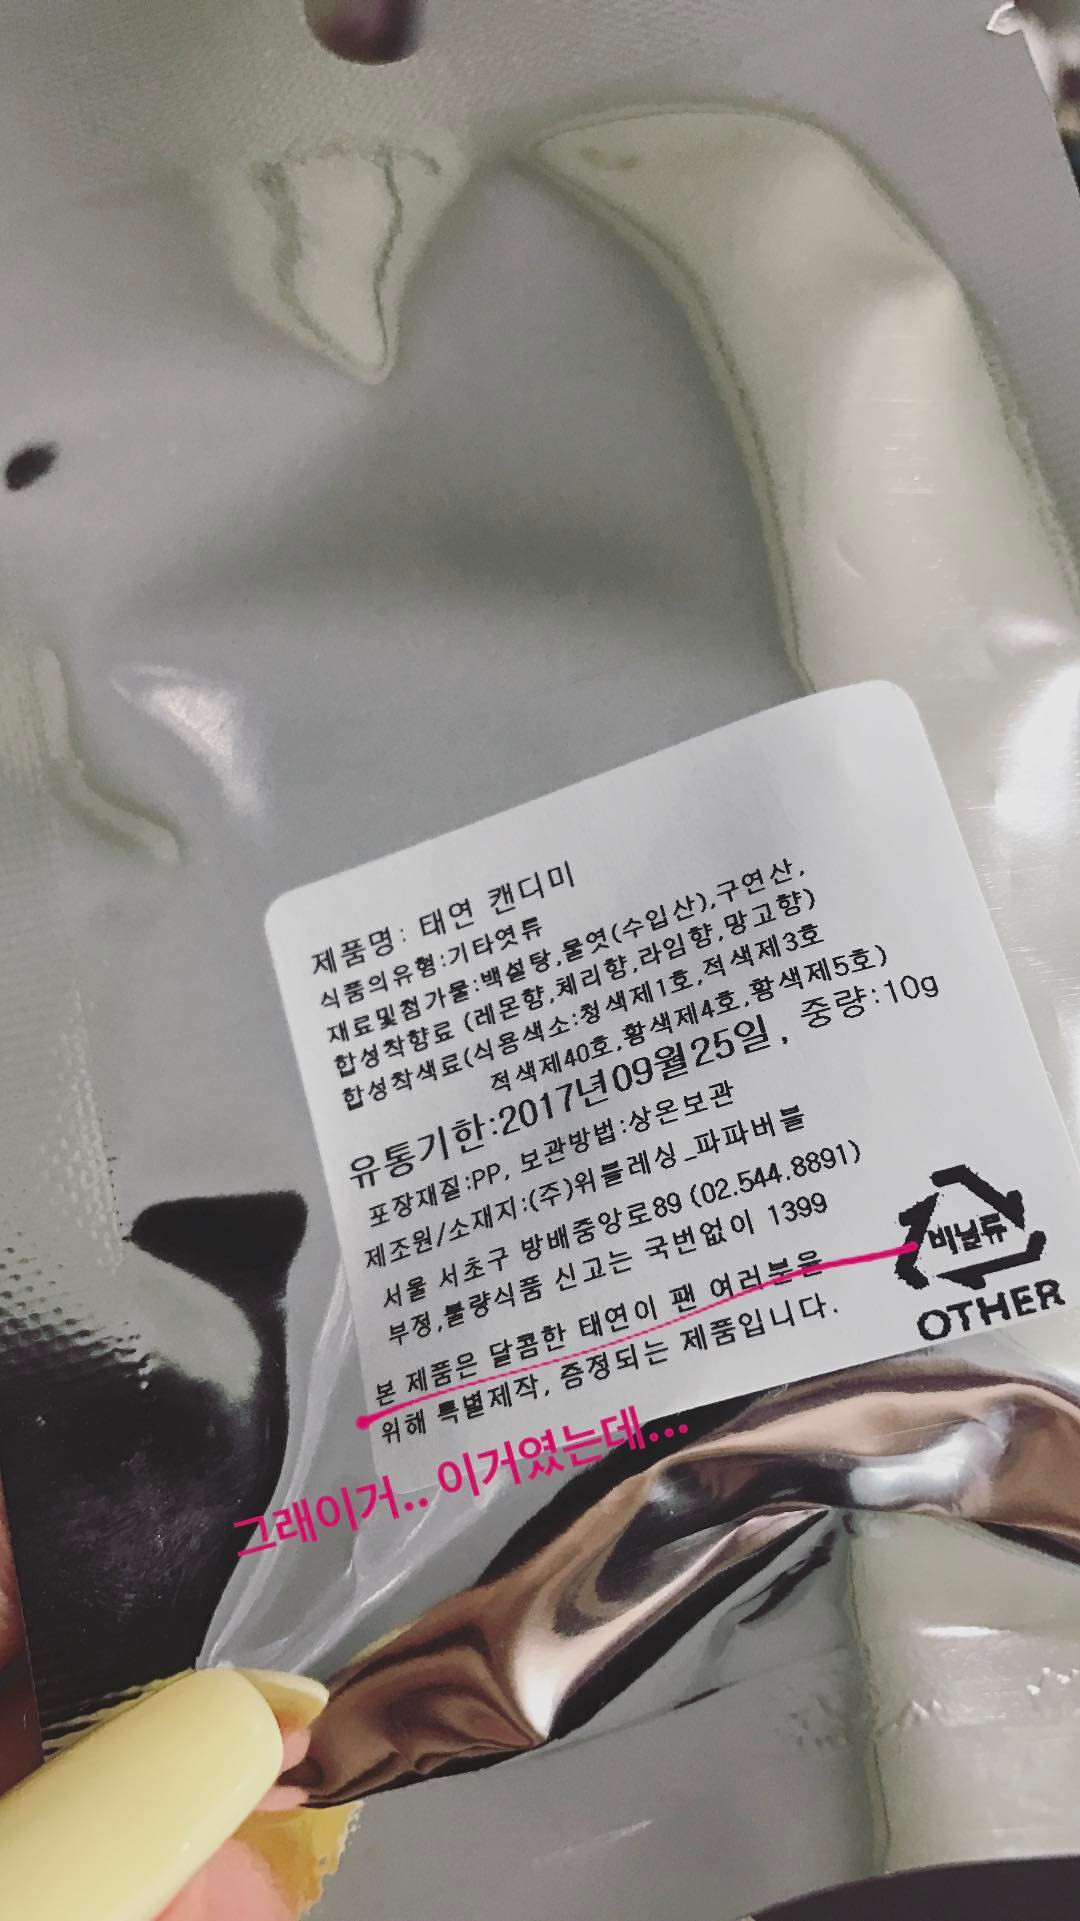 제품명: 태연 캔디미
식품의유형:기타엿류
재료및첨가물:백설탕,물엿(수입산),구연산,
합성착향료 (레몬향,체리향,라임향,망고향)
합성착색료(식용색소:청색제1호,적색제3호
적색제40호,황색제4호,황색제5호)
유통기한:2017년09월25일, 중량:10g
포장재질:PP, 보관방법:상온보관
제조원/소재지:(주)위블레싱_파파버블
서울 서초구 방배중앙로89 (02.544.8891)
부정,불량식품 신고는 국번없이 1399
본 제품은 달콤한 태연이 팬 여러분을
위해 특별제작, 증정되는 제품입니다.
비닐류
OTHER
그래이거.. 이거였는데...